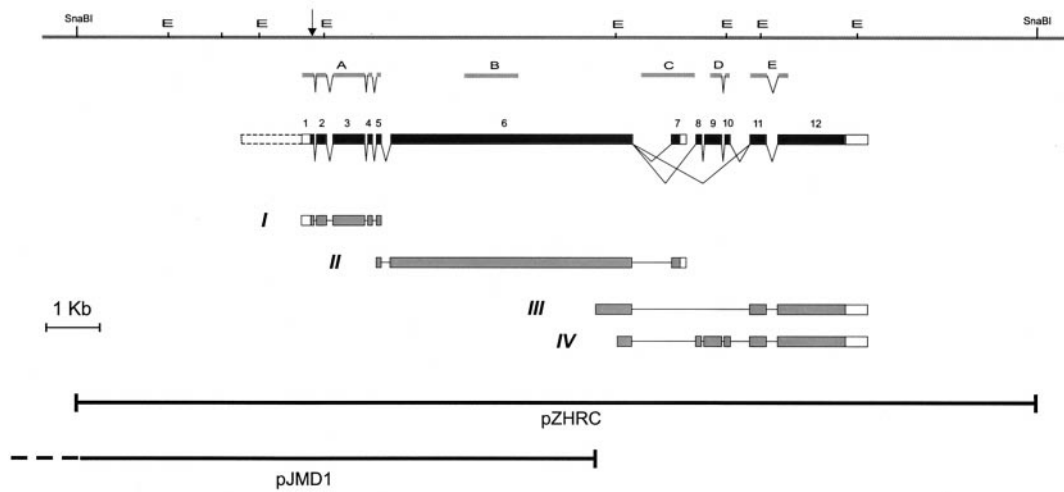 SnaBI E E E E E E E SnaBI
A B C D E
1 2 3 4 5 6 7 8 9 10 11 12
I
II
1 Kb
III
IV
pZHRC
pJMD1